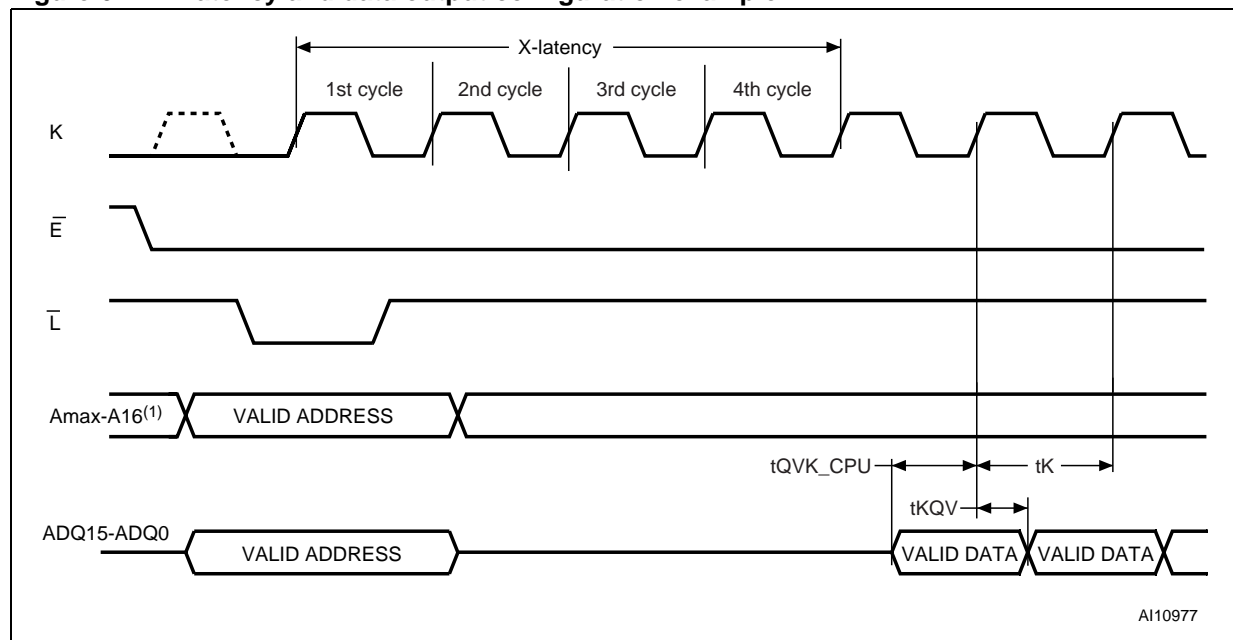 X-latency
1st cycle
2nd cycle
3rd cycle
4th cycle
K
E
L
Amax-A16(1)
VALID ADDRESS
tQVK_CPU
tK
tKQV
ADQ15-ADQ0
VALID ADDRESS
VALID DATA
VALID DATA
AI10977